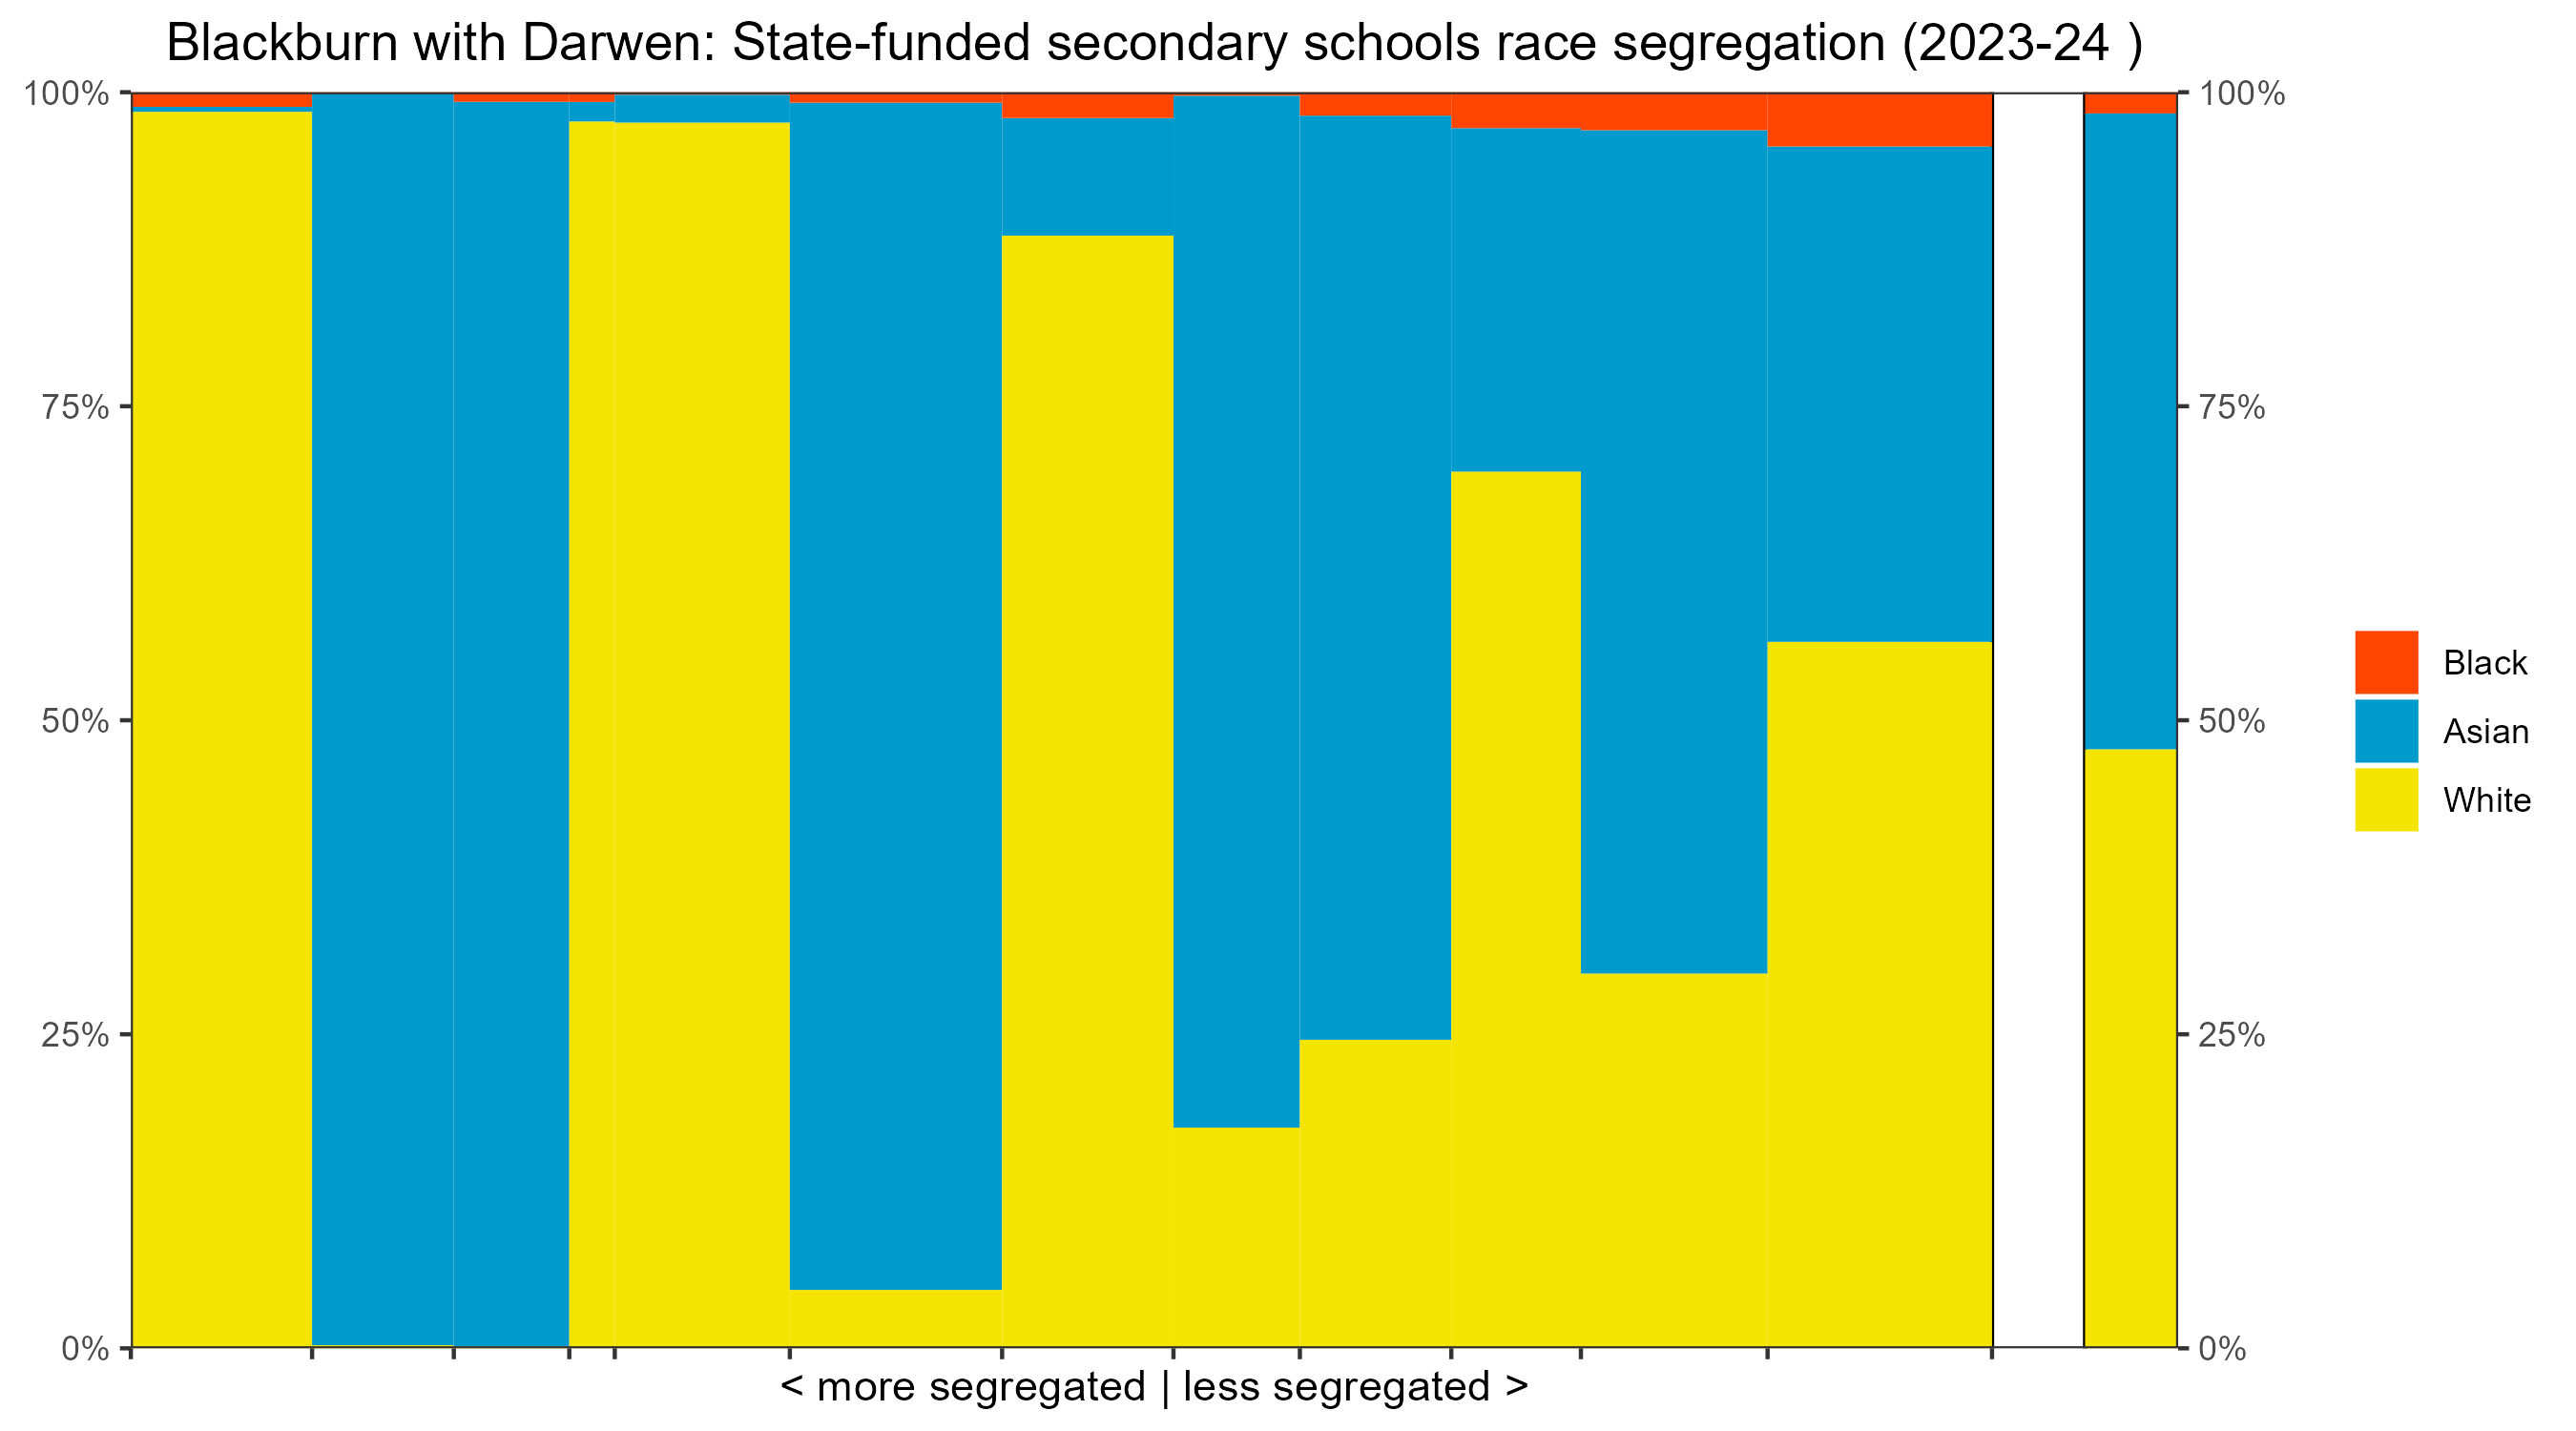 Blackburn with Darwen: State-funded secondary schools race segregation (2023-24 )
100%
75%
50%
25%
0%
100%
75%
50%
25%
0%
Black
Asian
White
< more segregated | less segregated >